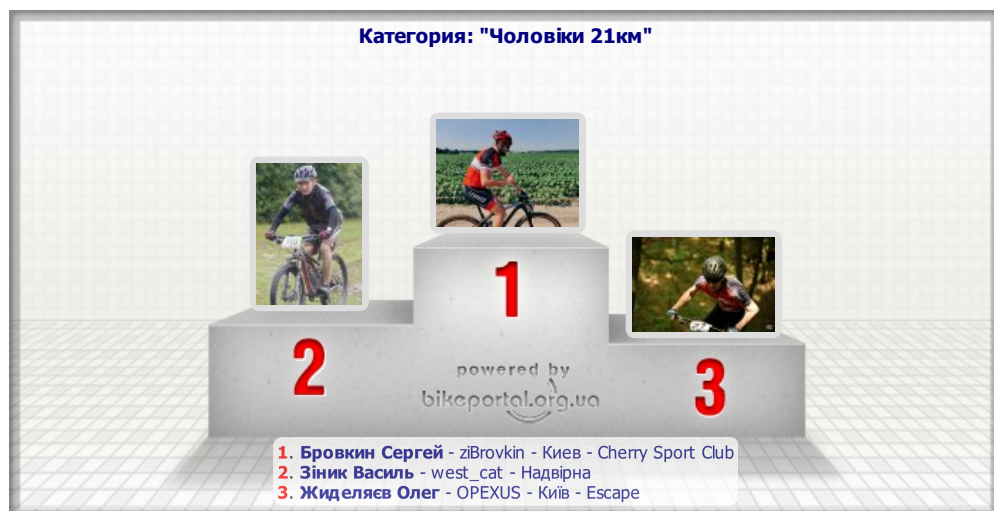 Категория: "Чоловіки 21км"
1
2
3
powered by
bikeportal.org.ua
1. Бровкин Сергей - ziBrovkin - Киев - Cherry Sport Club
2. Зіник Василь - west_cat - Надвірна
3. Жиделяєв Олег - OPEXUS - Київ - Escape